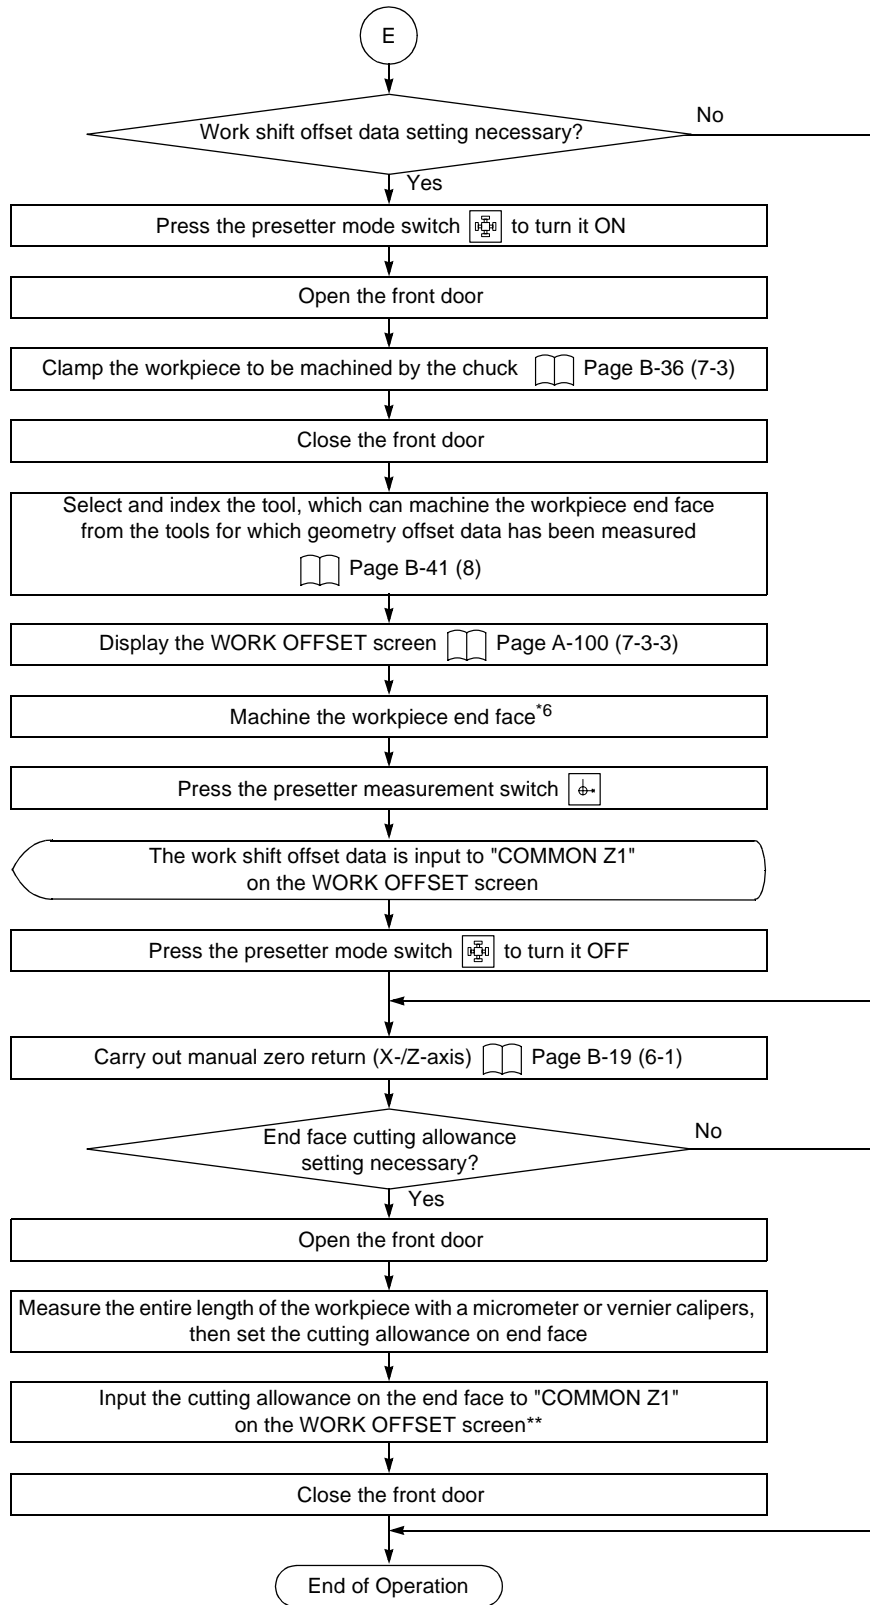 E
Work shift offset data setting necessary?
No
Yes
Press the presetter mode switch to turn it ON
Open the front door
Clamp the workpiece to be machined by the chuck Page B-36 (7-3)
Close the front door
Select and index the tool, which can machine the workpiece end face
from the tools for which geometry offset data has been measured
Page B-41 (8)
Display the WORK OFFSET screen Page A-100 (7-3-3)
Machine the workpiece end face*6
Press the presetter measurement switch
The work shift offset data is input to "COMMON Z1"
on the WORK OFFSET screen
Press the presetter mode switch to turn it OFF
Carry out manual zero return (X-/Z-axis) Page B-19 (6-1)
End face cutting allowance
setting necessary?
No
Yes
Open the front door
Measure the entire length of the workpiece with a micrometer or vernier calipers,
then set the cutting allowance on end face
Input the cutting allowance on the end face to "COMMON Z1"
on the WORK OFFSET screen**
Close the front door
End of Operation